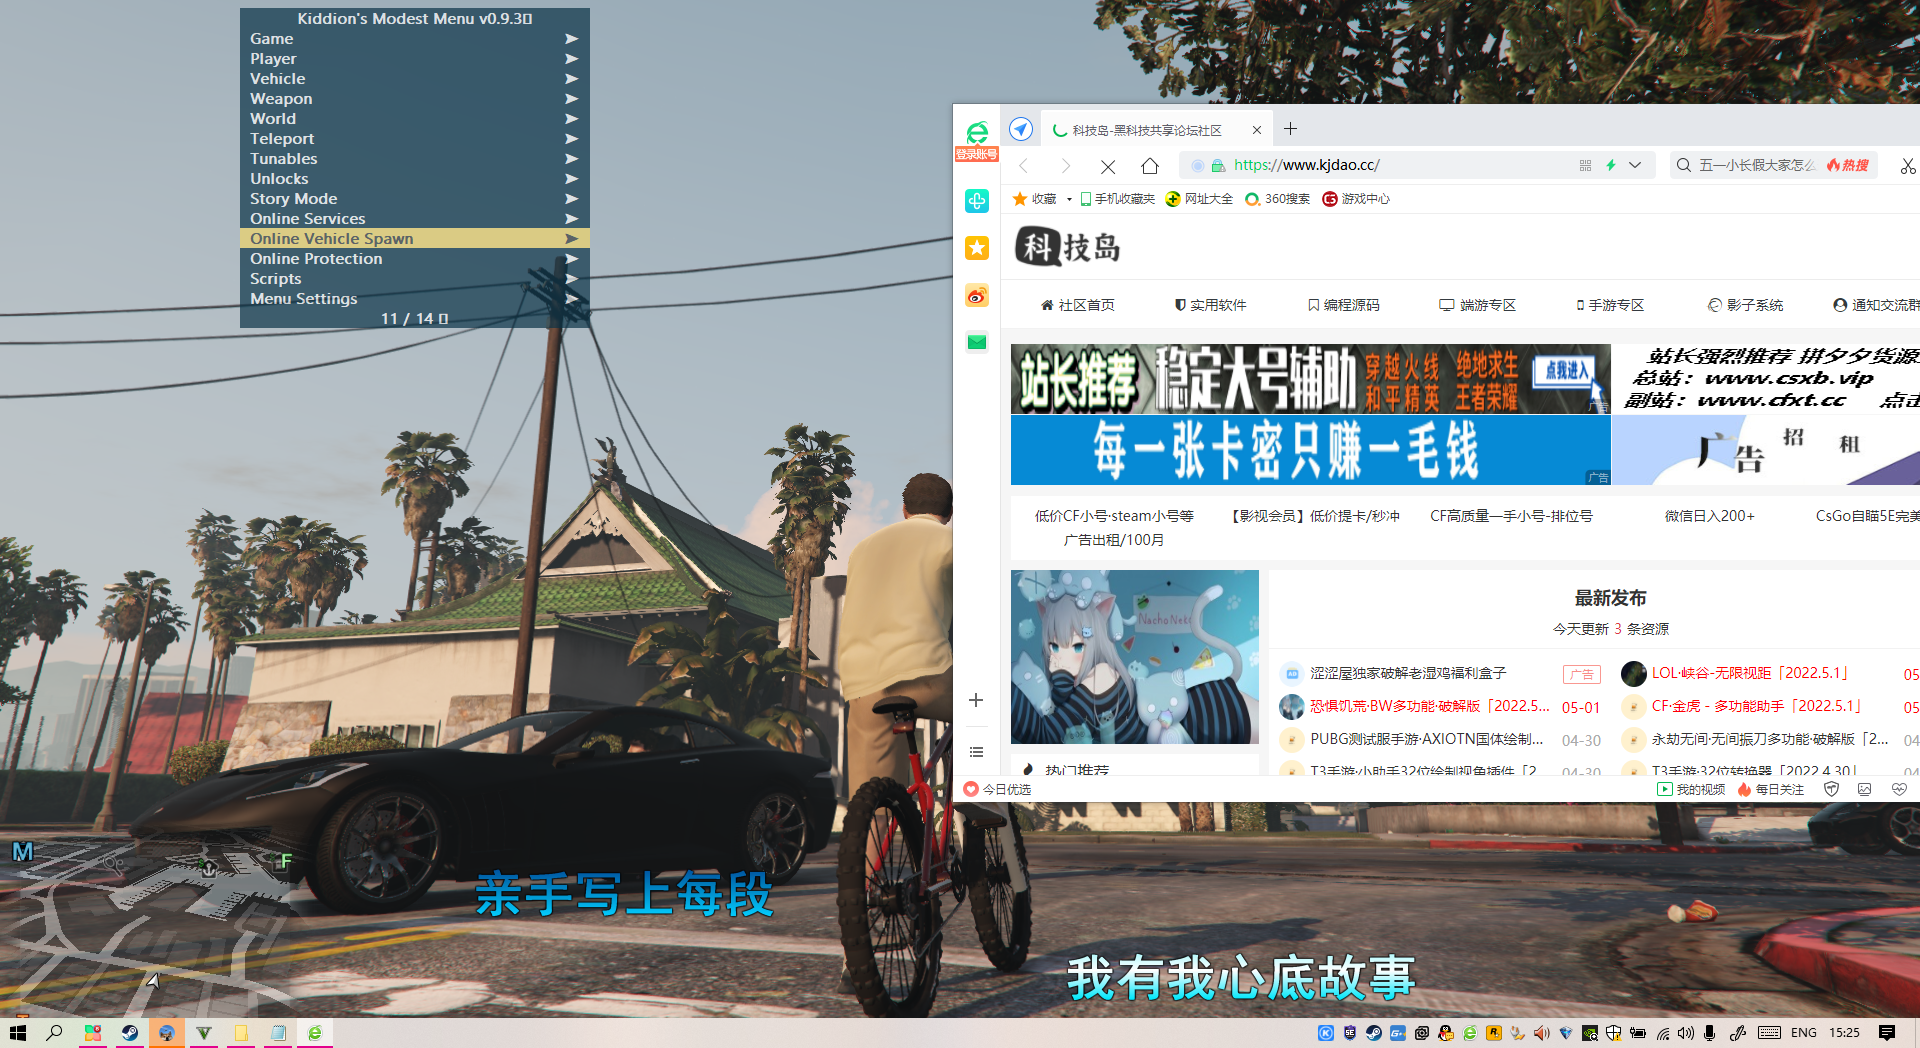 Kiddion's Modest Menu v0.9.3
Game
Player
Vehicle
Weapon
World
Teleport
Tunables
Unlocks
Story Mode
Online Services
Online Vehicle Spawn
Online Protection
Scripts
Menu Settings
11 / 14
登录账号
科技岛-黑科技共享论坛社区
https://www.kjdao.cc/
五一小长假大家怎么
热搜
收藏
手机收藏夹
网址大全
360搜索
游戏中心
科技岛
社区首页
实用软件
编程源码
端游专区
手游专区
影子系统
通知交流群
站长推荐
稳定大号辅助
穿越火线 绝地求生
和平精英 王者荣耀
点我进入
广告
站长强烈推荐 拼夕夕货源
总站：www.csxb.vip
副站：www.cfxt.cc 点击
每一张卡密只赚一毛钱
广告
广告招租
低价CF小号·steam小号等
【影视会员】低价提卡/秒冲
CF高质量一手小号-排位号
微信日入200+
CsGo自瞄5E完美
广告出租/100月
Nacho Neko
最新发布
今天更新 3 条资源
涩涩屋独家破解老湿鸡福利盒子
广告
LOL·峡谷-无限视距「2022.5.1」
05
恐惧饥荒·BW多功能·破解版「2022.5...
05-01
CF·金虎 - 多功能助手「2022.5.1」
05
PUBG测试服手游·AXIOTN国体绘制...
04-30
永劫无间·无间振刀多功能·破解版「2...
04
热门推荐
T3手游·小助手32位绘制视角插件「2
04-30
T3手游·32位转换器「2022.4.30」
04
今日优选
我的视频
每日关注
M
F
亲手写上每段
我有我心底故事
ENG
15:25